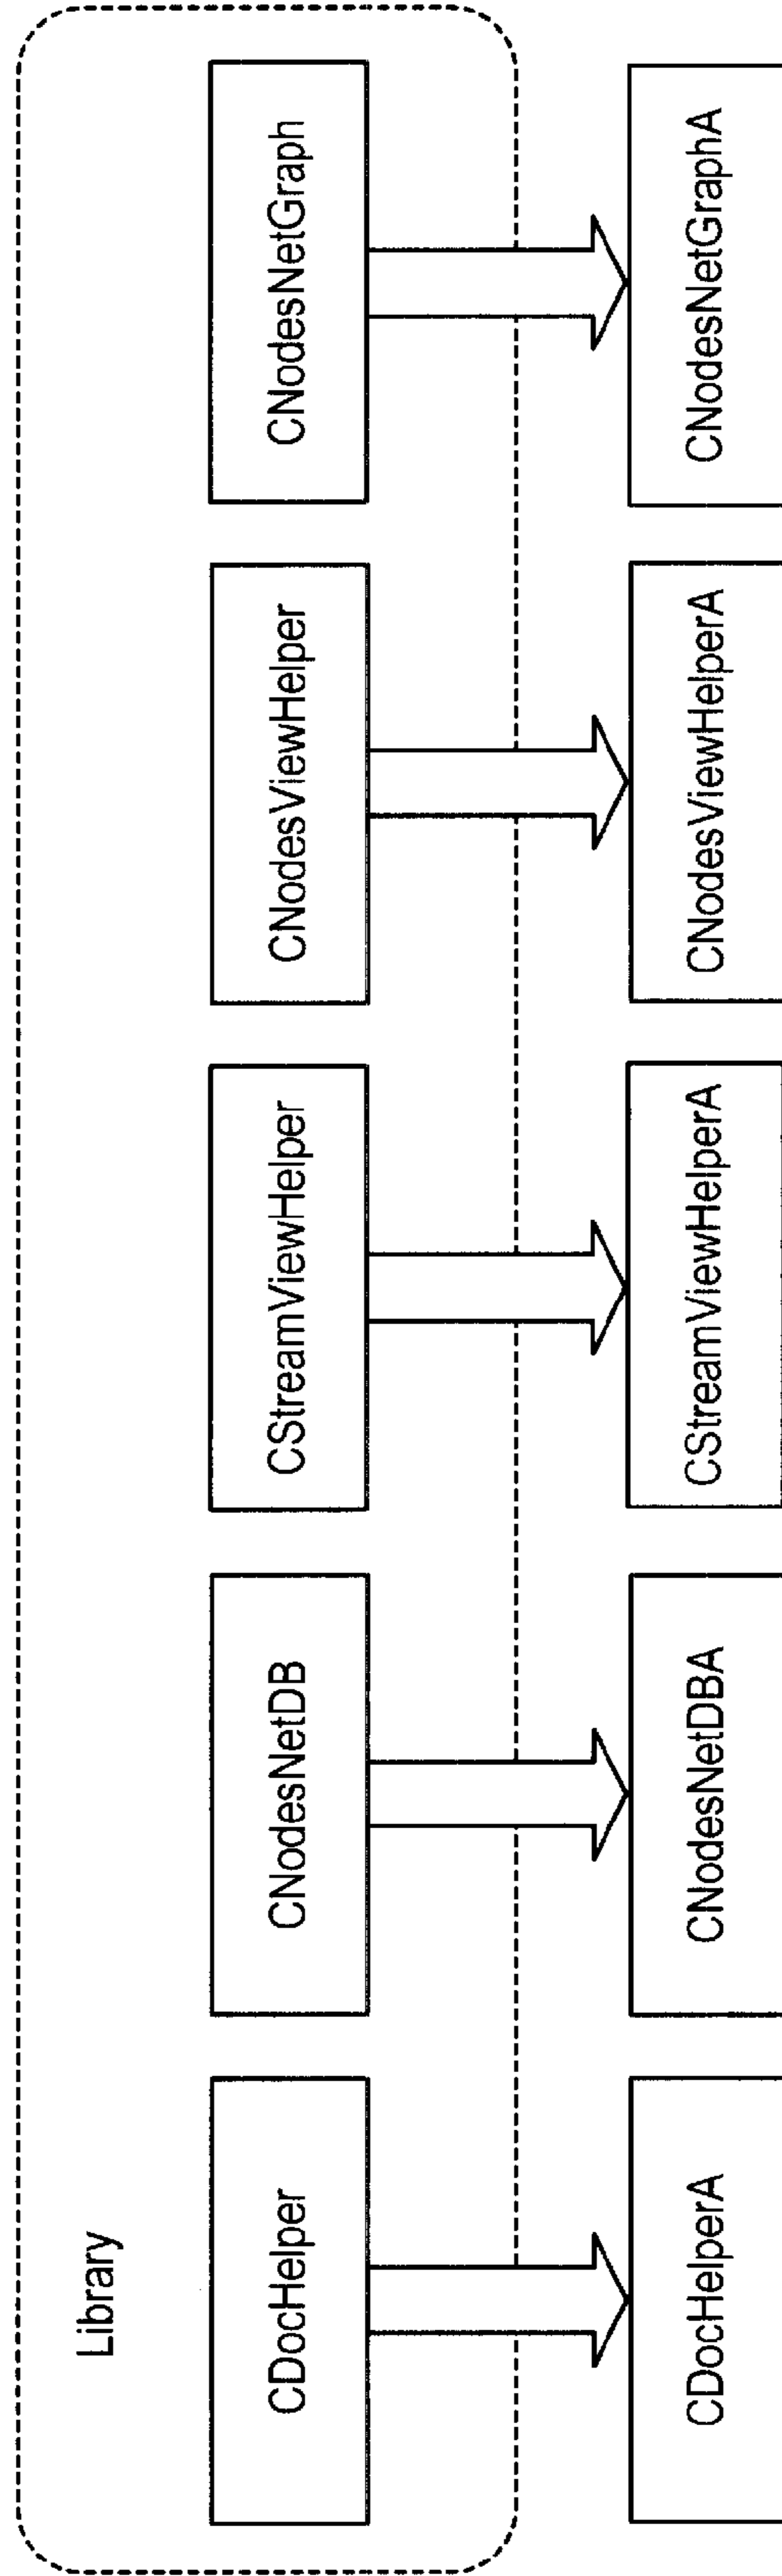 Library
CDocHelper
CNodesNetDB
CStreamViewHelper
CNodesViewHelper
CNodesNetGraph
CDocHelperA
CNodesNetDBA
CStreamViewHelperA
CNodesViewHelperA
CNodesNetGraphA